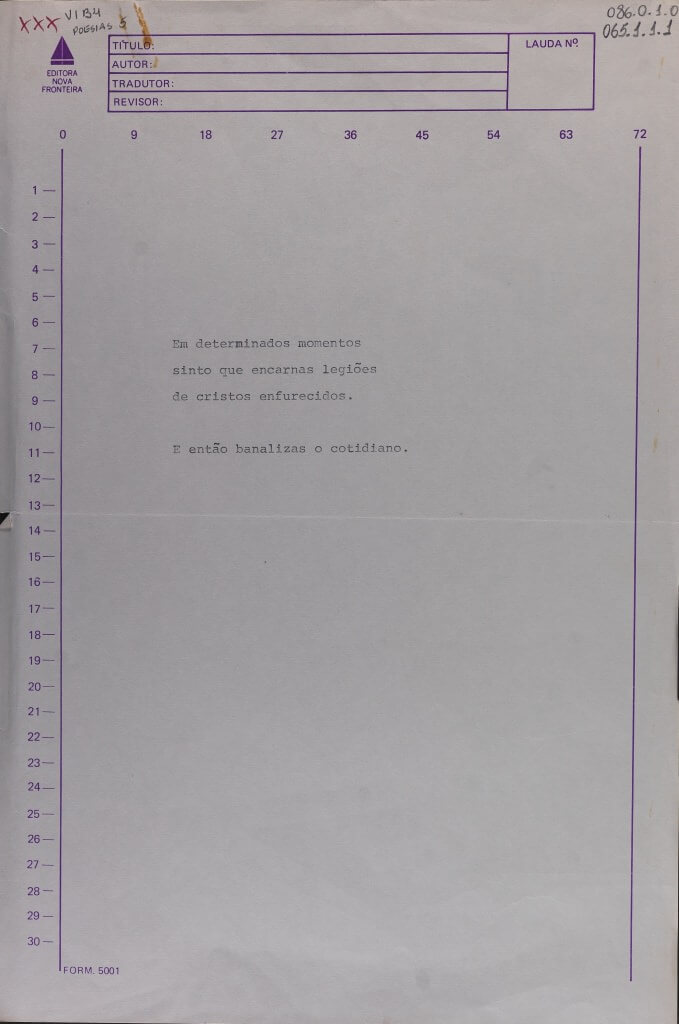 XXX VIB4
POESIAS 5
086.0.1.0
065.1.1.1
EDITORA
NOVA
FRONTEIRA
TÍTULO:
AUTOR:
TRADUTOR:
REVISOR:
LAUDA Nº
0 9 18 27 36 45 54 63 72
1
2
3
4
5
6
7 Em determinados momentos
8 sinto que encarnas legiões
9 de cristos enfurecidos.
10
11 E então banalizas o cotidiano.
12
13
14
15
16
17
18
19
20
21
22
23
24
25
26
27
28
29
30
FORM. 5001